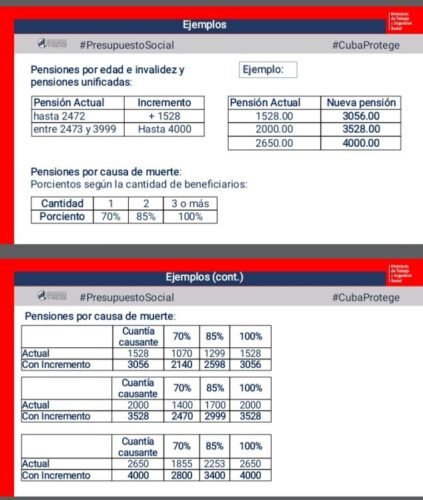 Ejemplos
Ministerio
de Trabajo
y Seguridad
Social
#PresupuestoSocial
#CubaProtege
Pensiones por edad e invalidez y
pensiones unificadas:
Ejemplo:
Pensión Actual Incremento
hasta 2472 + 1528
entre 2473 y 3999 Hasta 4000
Pensión Actual Nueva pensión
1528.00 3056.00
2000.00 3528.00
2650.00 4000.00
Pensiones por causa de muerte:
Porcientos según la cantidad de beneficiarios:
Cantidad 1 2 3 o más
Porciento 70% 85% 100%
Ejemplos (cont.)
Ministerio
de Trabajo
y Seguridad
Social
#PresupuestoSocial
#CubaProtege
Pensiones por causa de muerte:
Cuantía
causante 70% 85% 100%
Actual 1528 1070 1299 1528
Con Incremento 3056 2140 2598 3056
Cuantía
causante 70% 85% 100%
Actual 2000 1400 1700 2000
Con Incremento 3528 2470 2999 3528
Cuantía
causante 70% 85% 100%
Actual 2650 1855 2253 2650
Con Incremento 4000 2800 3400 4000